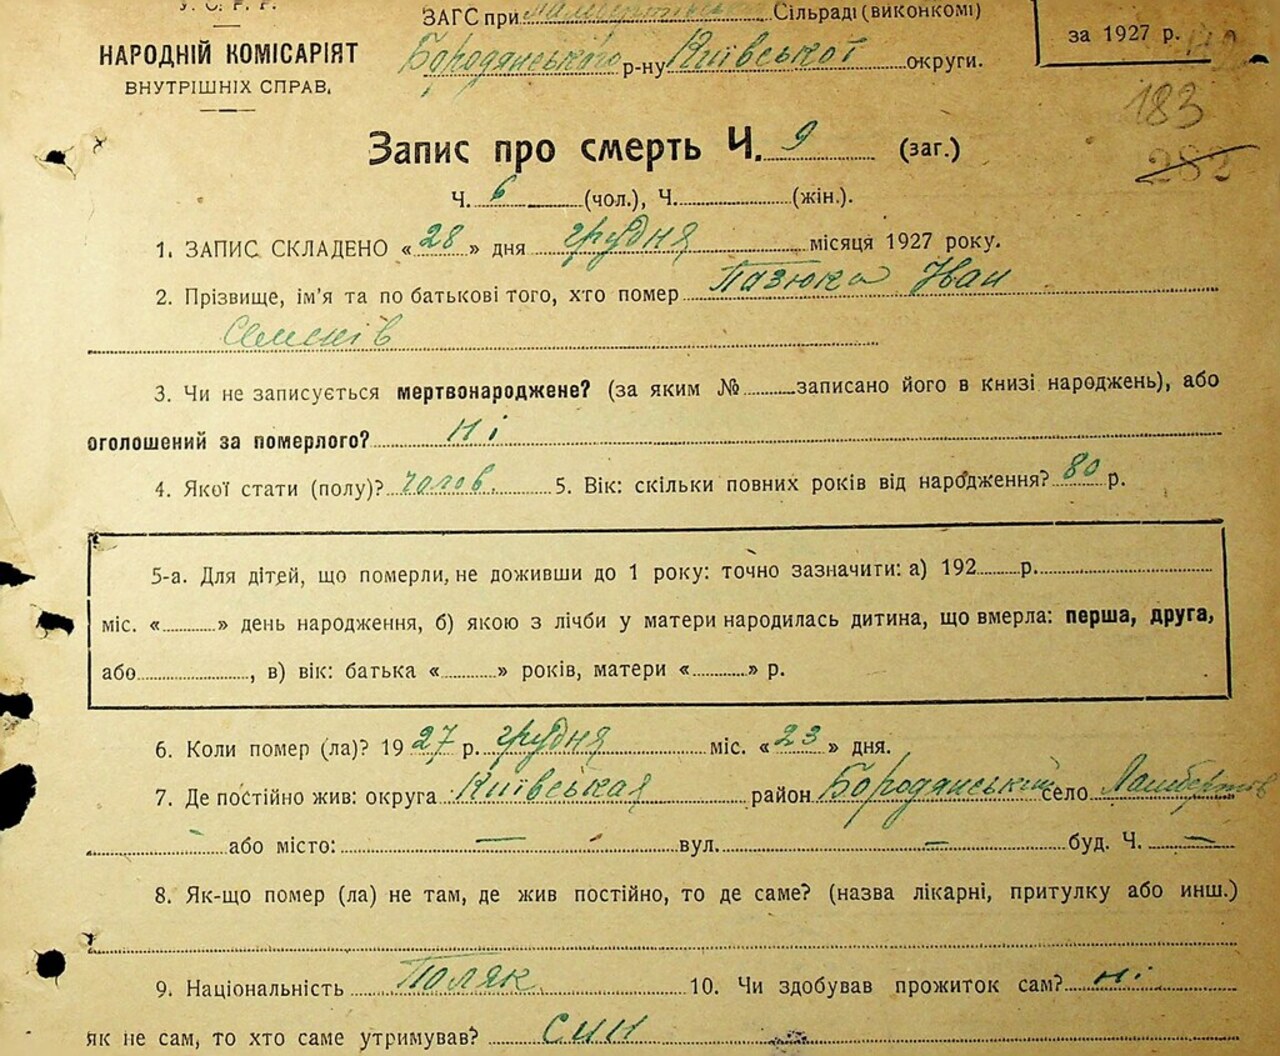 У. С. Р. Р.
НАРОДНІЙ КОМІСАРІЯТ
ВНУТРІШНІХ СПРАВ.
ЗАГС при Сільраді (виконкомі)
Бородянського р-ну Київської округи.
за 1927 р.
183
282
Запис про смерть Ч. 9 (заг.)
Ч. 6 (чол.), Ч. (жін.).
1. ЗАПИС СКЛАДЕНО « 28 » дня грудня місяця 1927 року.
2. Прізвище, ім'я та по батькові того, хто помер Пазюка Иван
Семенів
3. Чи не записується мертвонароджене? (за яким № записано його в книзі народжень), або
оголошений за померлого? Ні
4. Якої стати (полу)? чолов. 5. Вік: скільки повних років від народження? 80 р.
5-а. Для дітей, що померли, не доживши до 1 року: точно зазначити: а) 192 р.
міс. « » день народження, б) якою з лічби у матери народилась дитина, що вмерла: перша, друга,
або , в) вік: батька « » років, матери « » р.
6. Коли помер (ла)? 1927 р. грудня міс. « 23 » дня.
7. Де постійно жив: округа Київськая район Бородянський село
або місто: — вул. — буд. Ч. —
8. Як-що помер (ла) не там, де жив постійно, то де саме? (назва лікарні, притулку або инш.)
9. Національність Поляк 10. Чи здобував прожиток сам? ні
як не сам, то хто саме утримував? син